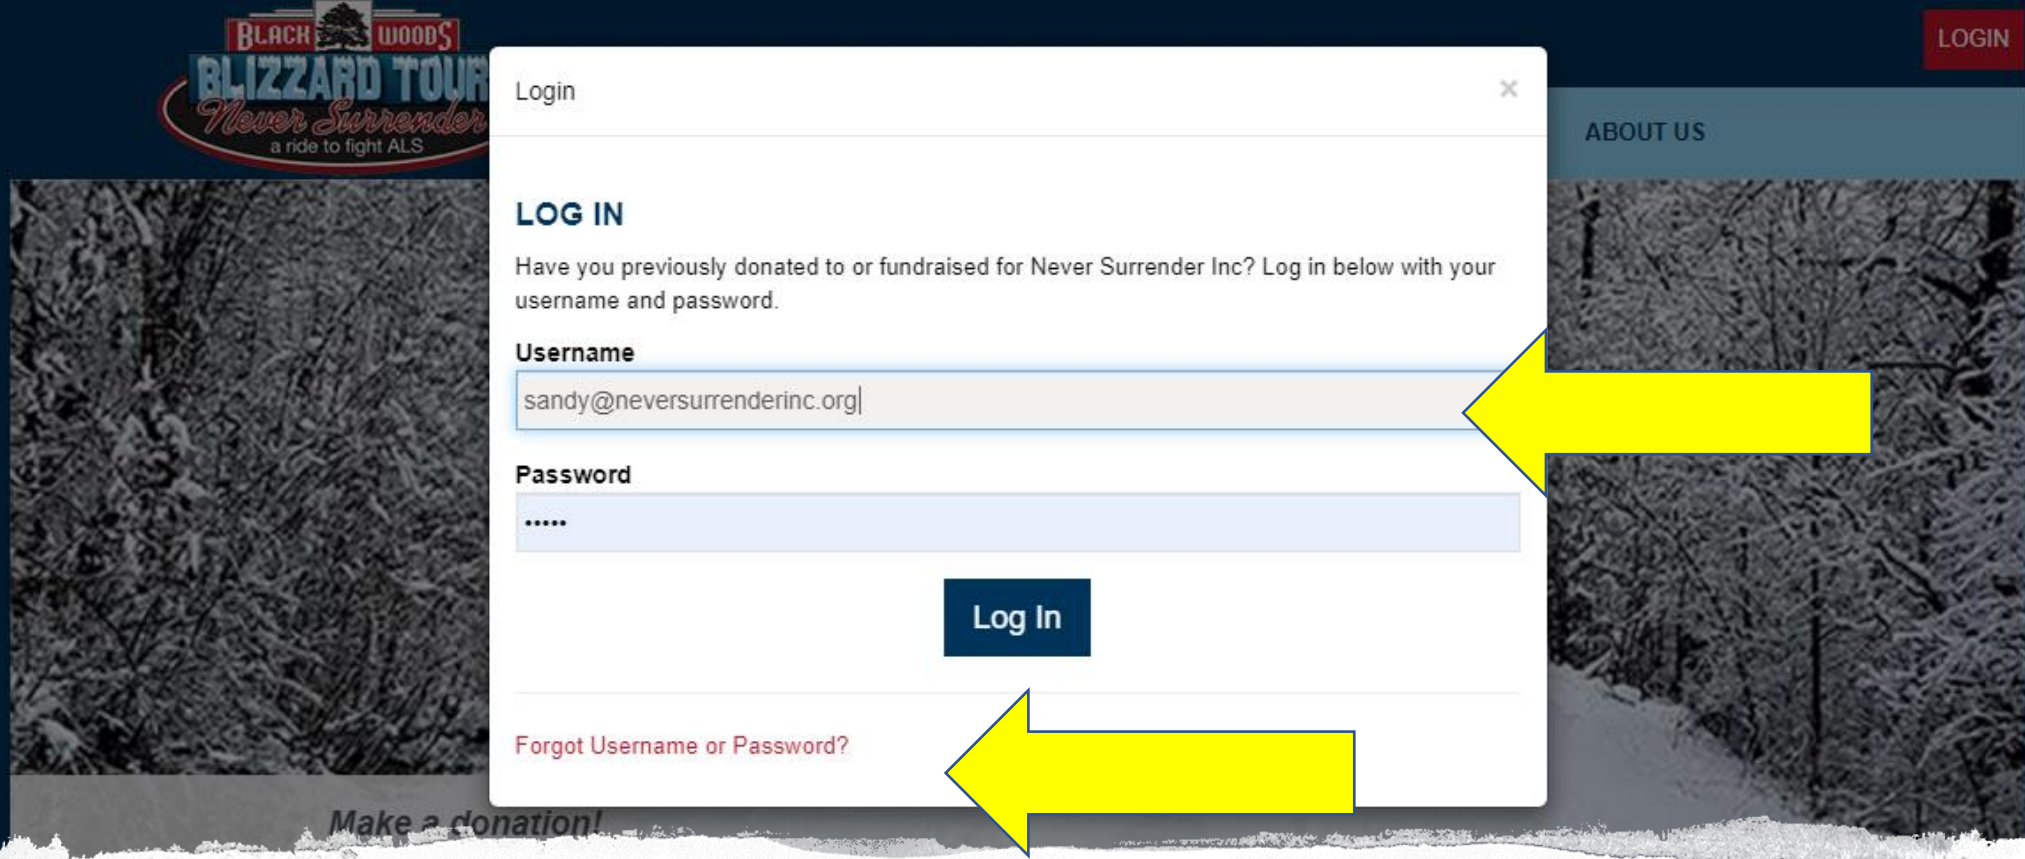 BLACK WOODS
BLIZZARD TOUR
Never Surrender
a ride to fight ALS
LOGIN
ABOUT US
Login
×
LOG IN
Have you previously donated to or fundraised for Never Surrender Inc? Log in below with your
username and password.
Username
sandy@neversurrenderinc.org
Password
•••••
Log In
Forgot Username or Password?
Make a donation!